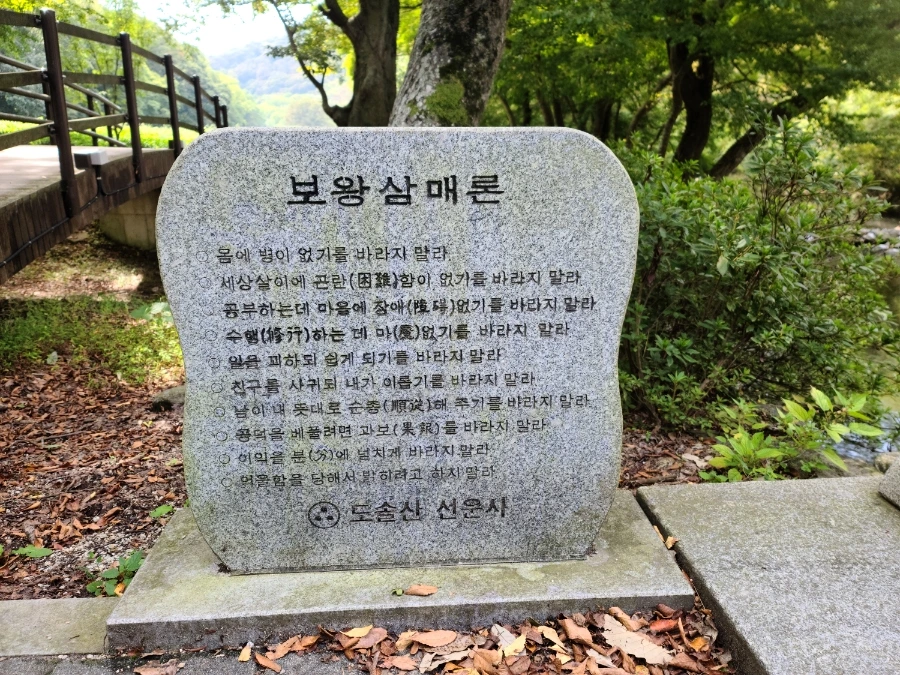 보왕삼매론
○ 몸에 병이 없기를 바라지 말라
○ 세상살이에 곤란(困難)함이 없기를 바라지 말라
○ 공부하는데 마음에 장애(障碍)없기를 바라지 말라
○ 수행(修行)하는 데 마(魔)없기를 바라지 말라
○ 일을 꾀하되 쉽게 되기를 바라지 말라
○ 친구를 사귀되 내가 이롭기를 바라지 말라
○ 남이 내 뜻대로 순종(順從)해 주기를 바라지 말라
○ 공덕을 베풀려면 과보(果報)를 바라지 말라
○ 이익을 분(分)에 넘치게 바라지 말라
○ 억울함을 당해서 밝히려고 하지말라
도솔산 선운사